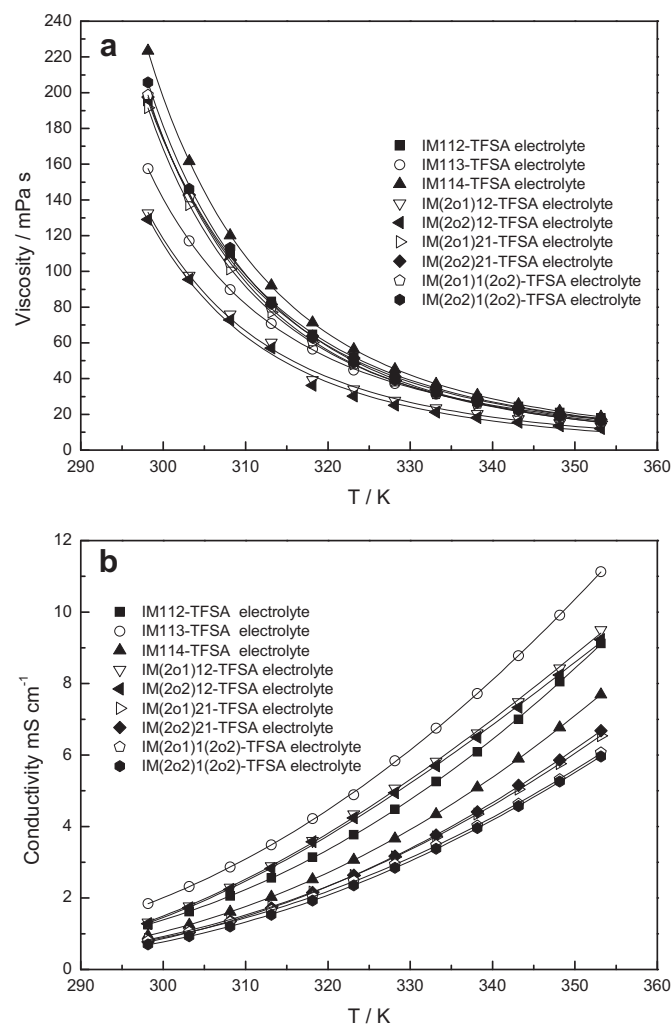 a
240
220
200
180
160
140
120
100
80
60
40
20
0
Viscosity / mPa s
IM112-TFSA electrolyte
IM113-TFSA electrolyte
IM114-TFSA electrolyte
IM(2o1)12-TFSA electrolyte
IM(2o2)12-TFSA electrolyte
IM(2o1)21-TFSA electrolyte
IM(2o2)21-TFSA electrolyte
IM(2o1)1(2o2)-TFSA electrolyte
IM(2o2)1(2o2)-TFSA electrolyte
290 300 310 320 330 340 350 360
T / K
b
12
10
8
6
4
2
0
Conductivity mS cm⁻¹
IM112-TFSA electrolyte
IM113-TFSA electrolyte
IM114-TFSA electrolyte
IM(2o1)12-TFSA electrolyte
IM(2o2)12-TFSA electrolyte
IM(2o1)21-TFSA electrolyte
IM(2o2)21-TFSA electrolyte
IM(2o1)1(2o2)-TFSA electrolyte
IM(2o2)1(2o2)-TFSA electrolyte
290 300 310 320 330 340 350 360
T / K